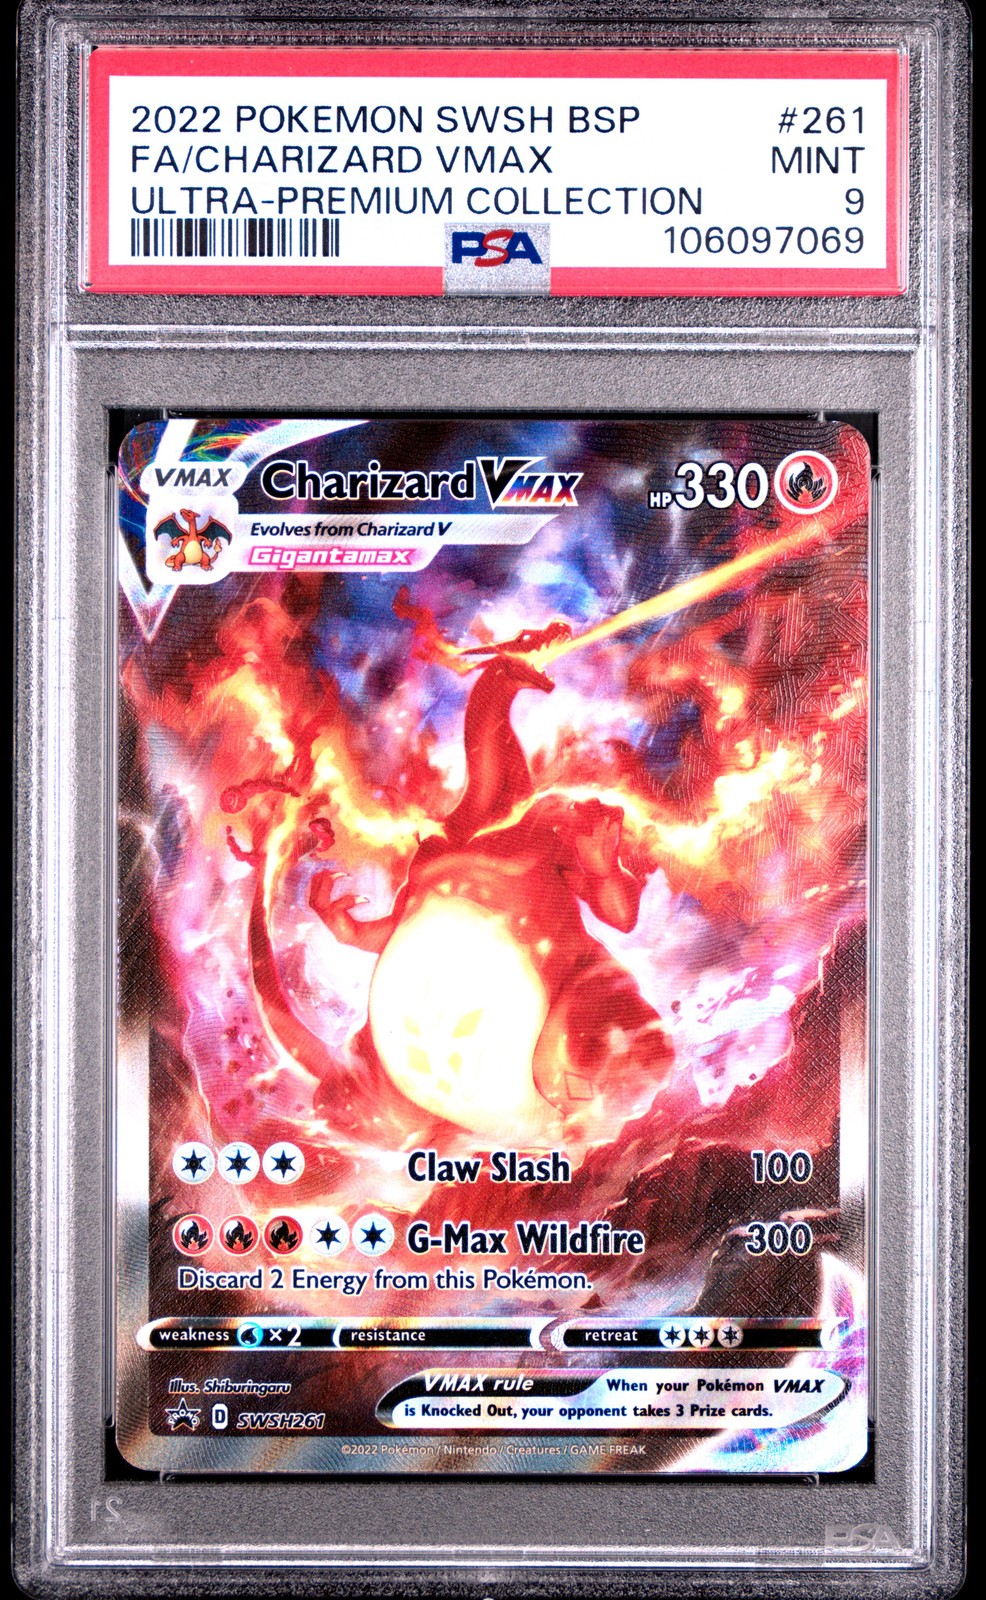 2022 POKEMON SWSH BSP #261
FA/CHARIZARD VMAX MINT
ULTRA-PREMIUM COLLECTION 9
PSA 106097069
VMAX Charizard VMAX HP 330
Evolves from Charizard V
Gigantamax
Claw Slash 100
G-Max Wildfire 300
Discard 2 Energy from this Pokémon.
weakness ×2 resistance retreat
Illus. Shiburingaru
VMAX rule When your Pokémon VMAX
is Knocked Out, your opponent takes 3 Prize cards.
PROMO D SWSH261
©2022 Pokémon / Nintendo / Creatures / GAME FREAK
PSA